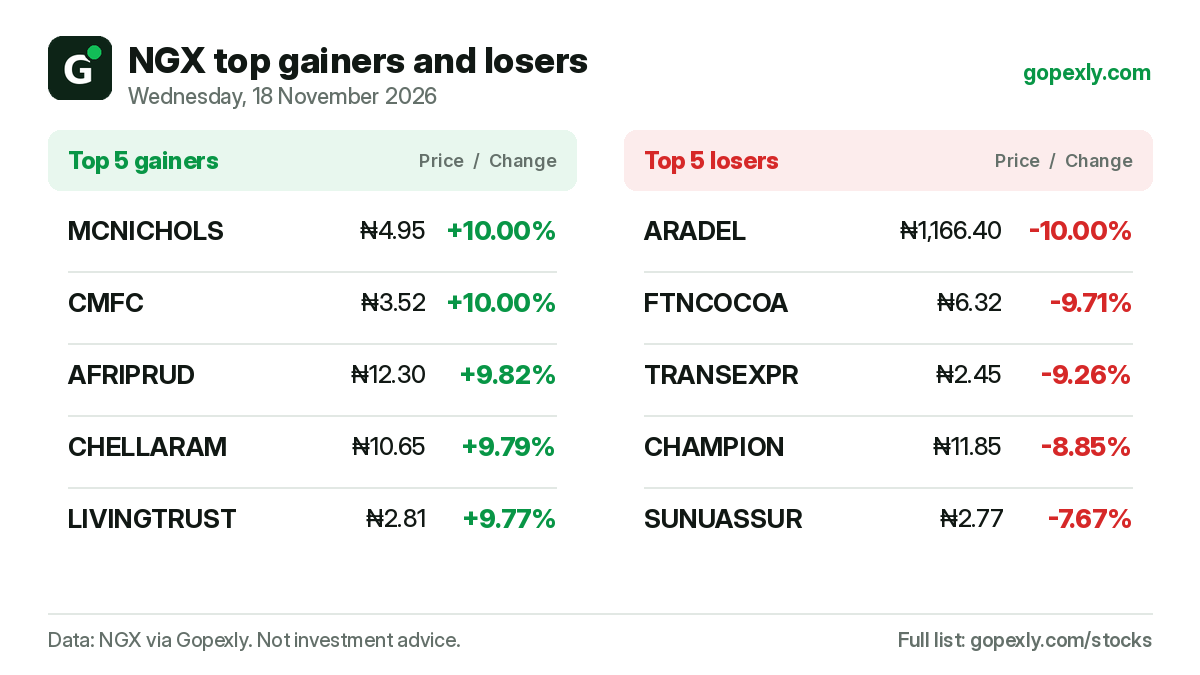 G
NGX top gainers and losers
Wednesday, 18 November 2026
gopexly.com
Top 5 gainers Price / Change
MCNICHOLS ₦4.95 +10.00%
CMFC ₦3.52 +10.00%
AFRIPRUD ₦12.30 +9.82%
CHELLARAM ₦10.65 +9.79%
LIVINGTRUST ₦2.81 +9.77%
Top 5 losers Price / Change
ARADEL ₦1,166.40 -10.00%
FTNCOCOA ₦6.32 -9.71%
TRANSEXPR ₦2.45 -9.26%
CHAMPION ₦11.85 -8.85%
SUNUASSUR ₦2.77 -7.67%
Data: NGX via Gopexly. Not investment advice.
Full list: gopexly.com/stocks